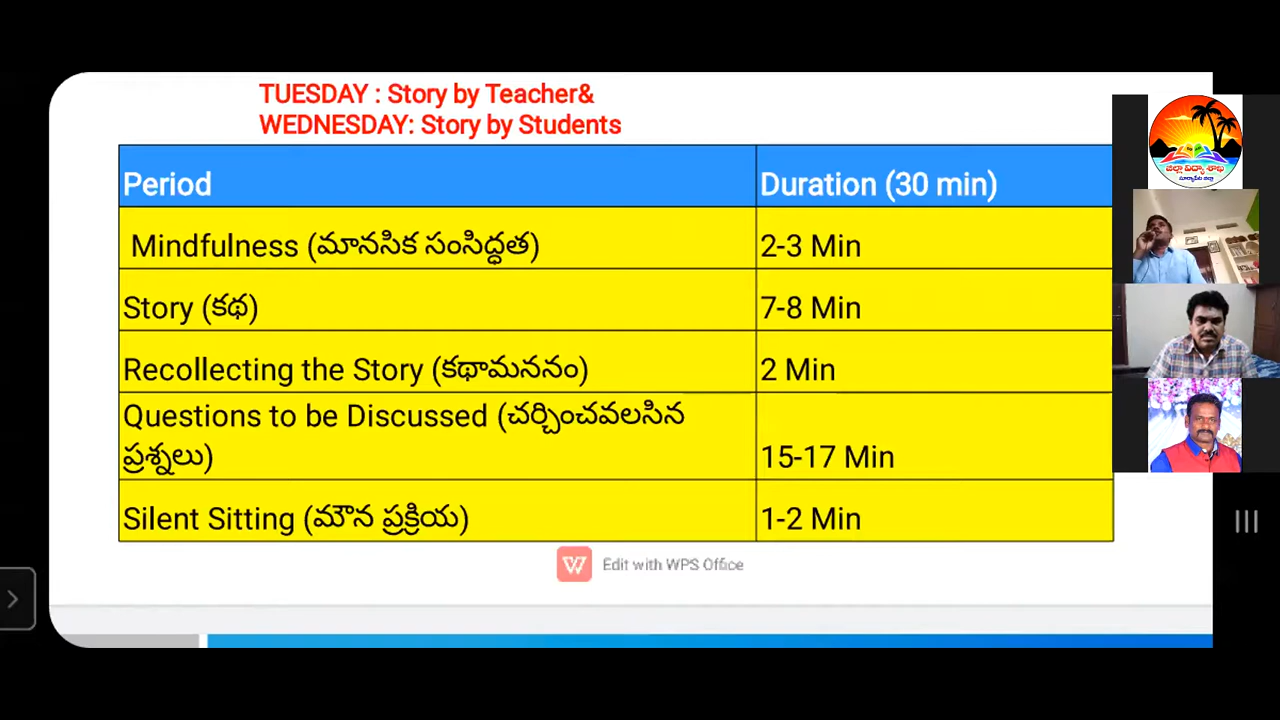 TUESDAY : Story by Teacher&
WEDNESDAY: Story by Students
Period
Duration (30 min)
Mindfulness (మానసిక సంసిద్ధత)
2-3 Min
Story (కథ)
7-8 Min
Recollecting the Story (కథామననం)
2 Min
Questions to be Discussed (చర్చించవలసిన
ప్రశ్నలు)
15-17 Min
Silent Sitting (మౌన ప్రక్రియ)
1-2 Min
Edit with WPS Office
జిల్లా విద్యా శాఖ
సూర్యాపేట జిల్లా